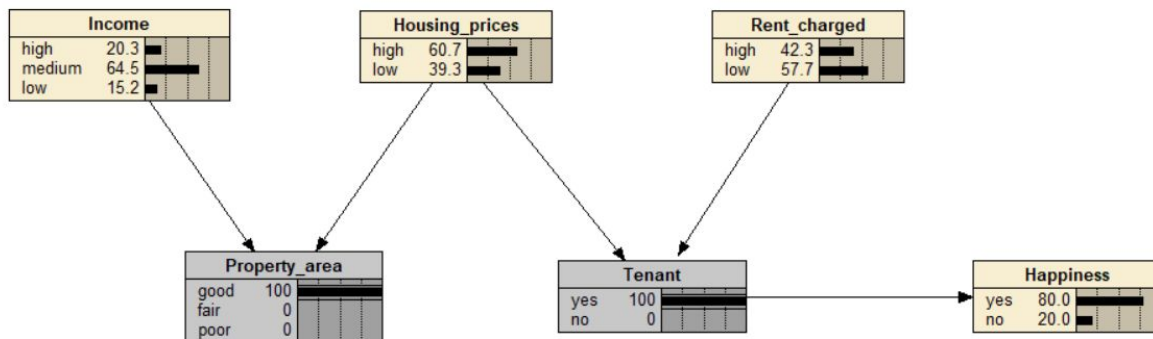 Income
high 20.3
medium 64.5
low 15.2
Housing_prices
high 60.7
low 39.3
Rent_charged
high 42.3
low 57.7
Property_area
good 100
fair 0
poor 0
Tenant
yes 100
no 0
Happiness
yes 80.0
no 20.0